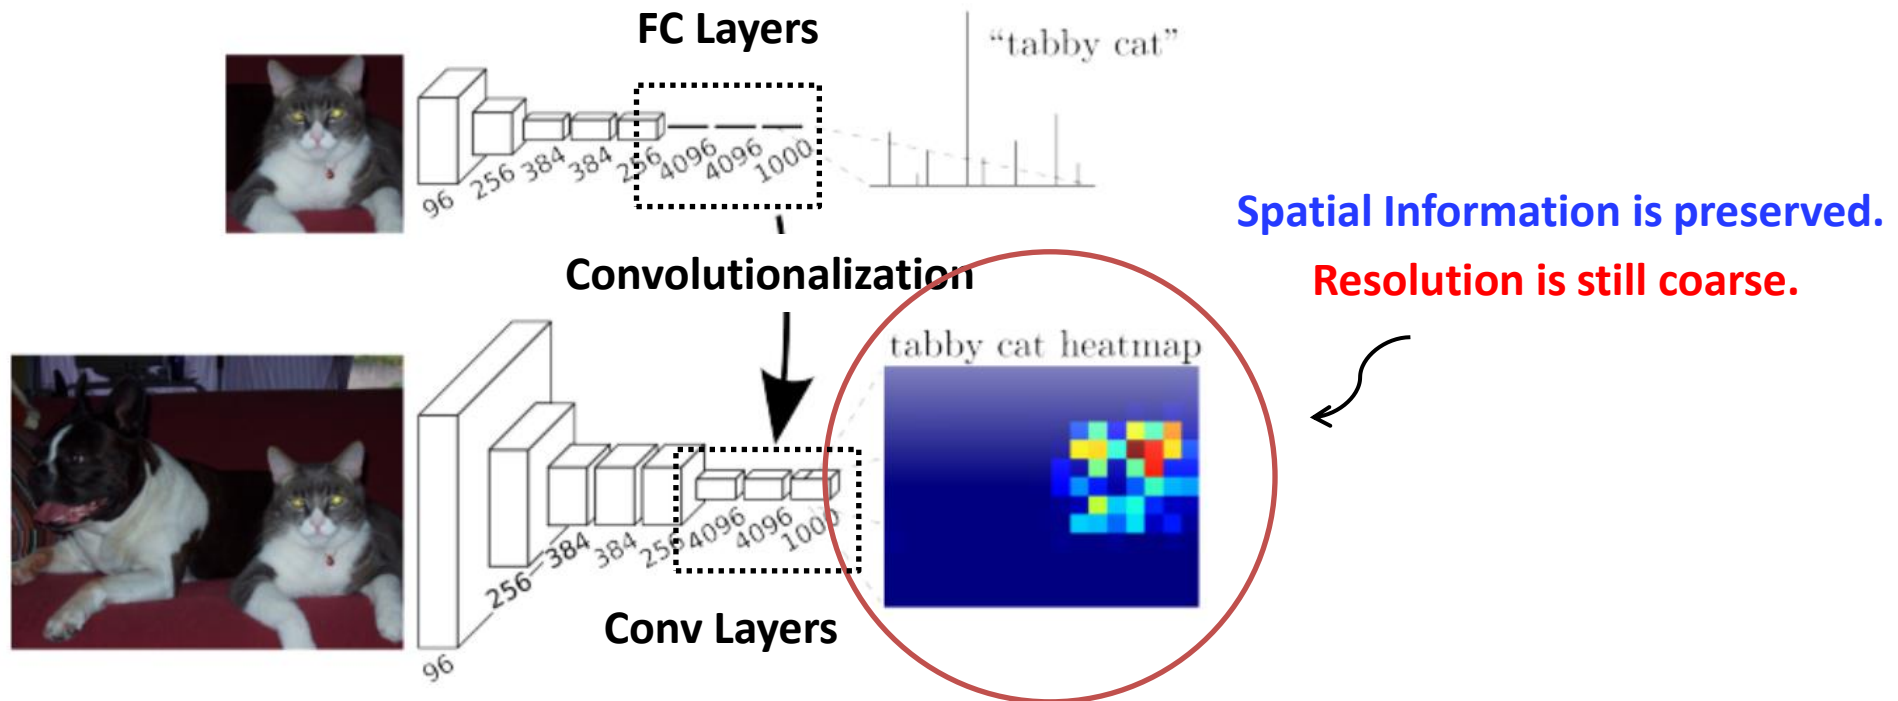 FC Layers
“tabby cat”
96
256
384
384
256
4096
4096
1000
Spatial Information is preserved.
Convolutionalization
Resolution is still coarse.
tabby cat heatmap
96
256
384
384
256
4096
4096
1000
Conv Layers